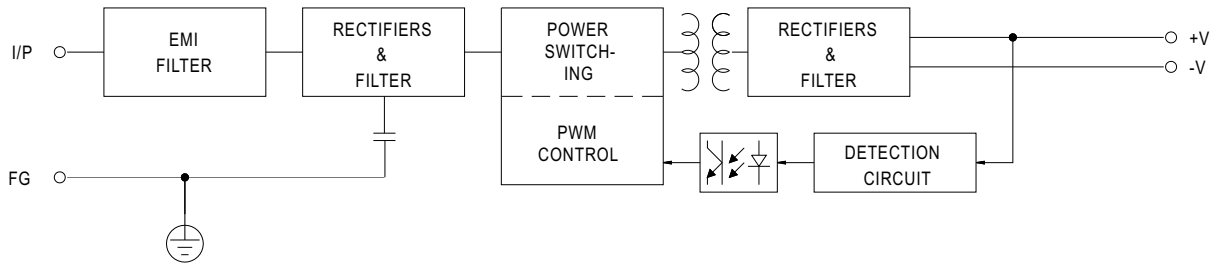 I/P
EMI
FILTER
RECTIFIERS
&
FILTER
POWER
SWITCH-
ING
PWM
CONTROL
RECTIFIERS
&
FILTER
+V
-V
DETECTION
CIRCUIT
FG